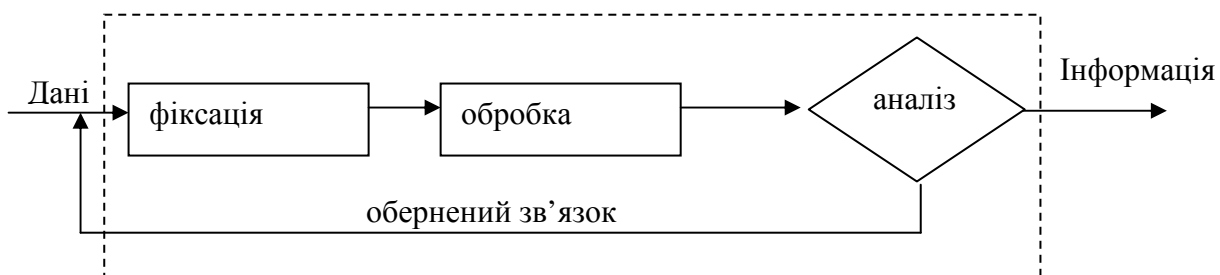 Дані
фіксація
обробка
аналіз
Інформація
обернений зв’язок